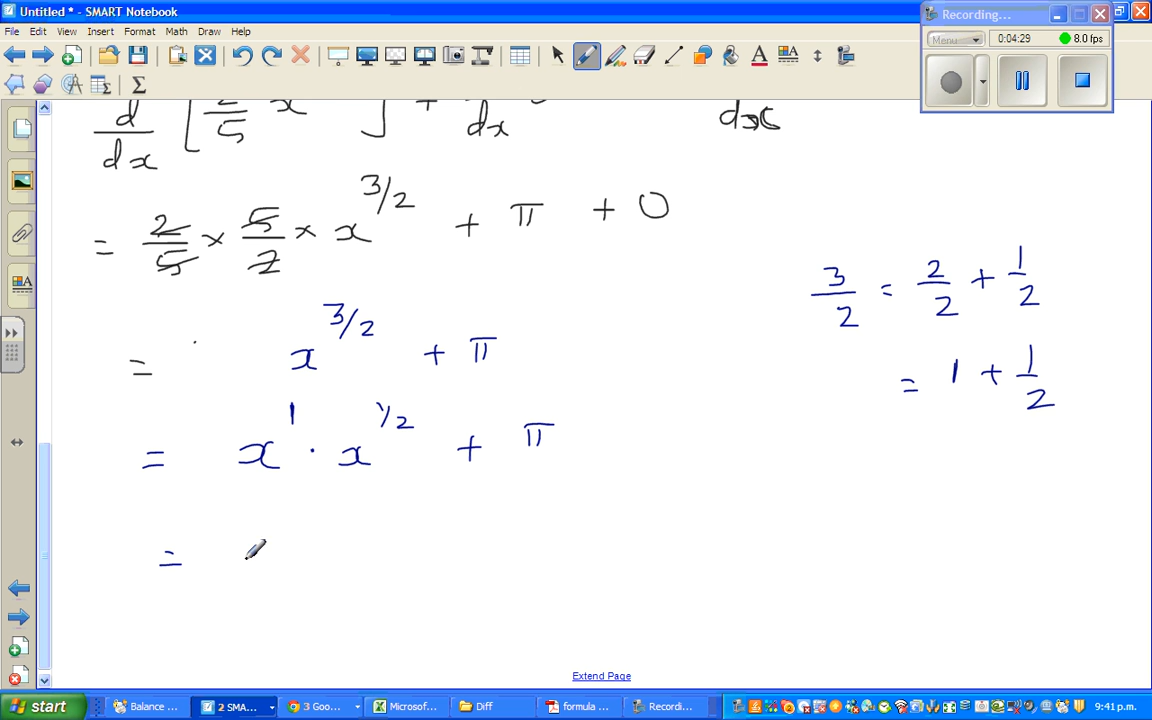 Untitled * - SMART Notebook
Recording...
File Edit View Insert Format Math Draw Help
Menu 0:04:29 8.0 fps
d/dx [2/5 x ] + dx
= 2/5 × 5/2 × x^3/2 + π + 0
3/2 = 2/2 + 1/2
= x^3/2 + π
= 1 + 1/2
= x^1 · x^1/2 + π
=
Extend Page
start Balance ... 2 SMA... 3 Goo... Microsof... Diff formula ... Recordi... 9:41 p.m.